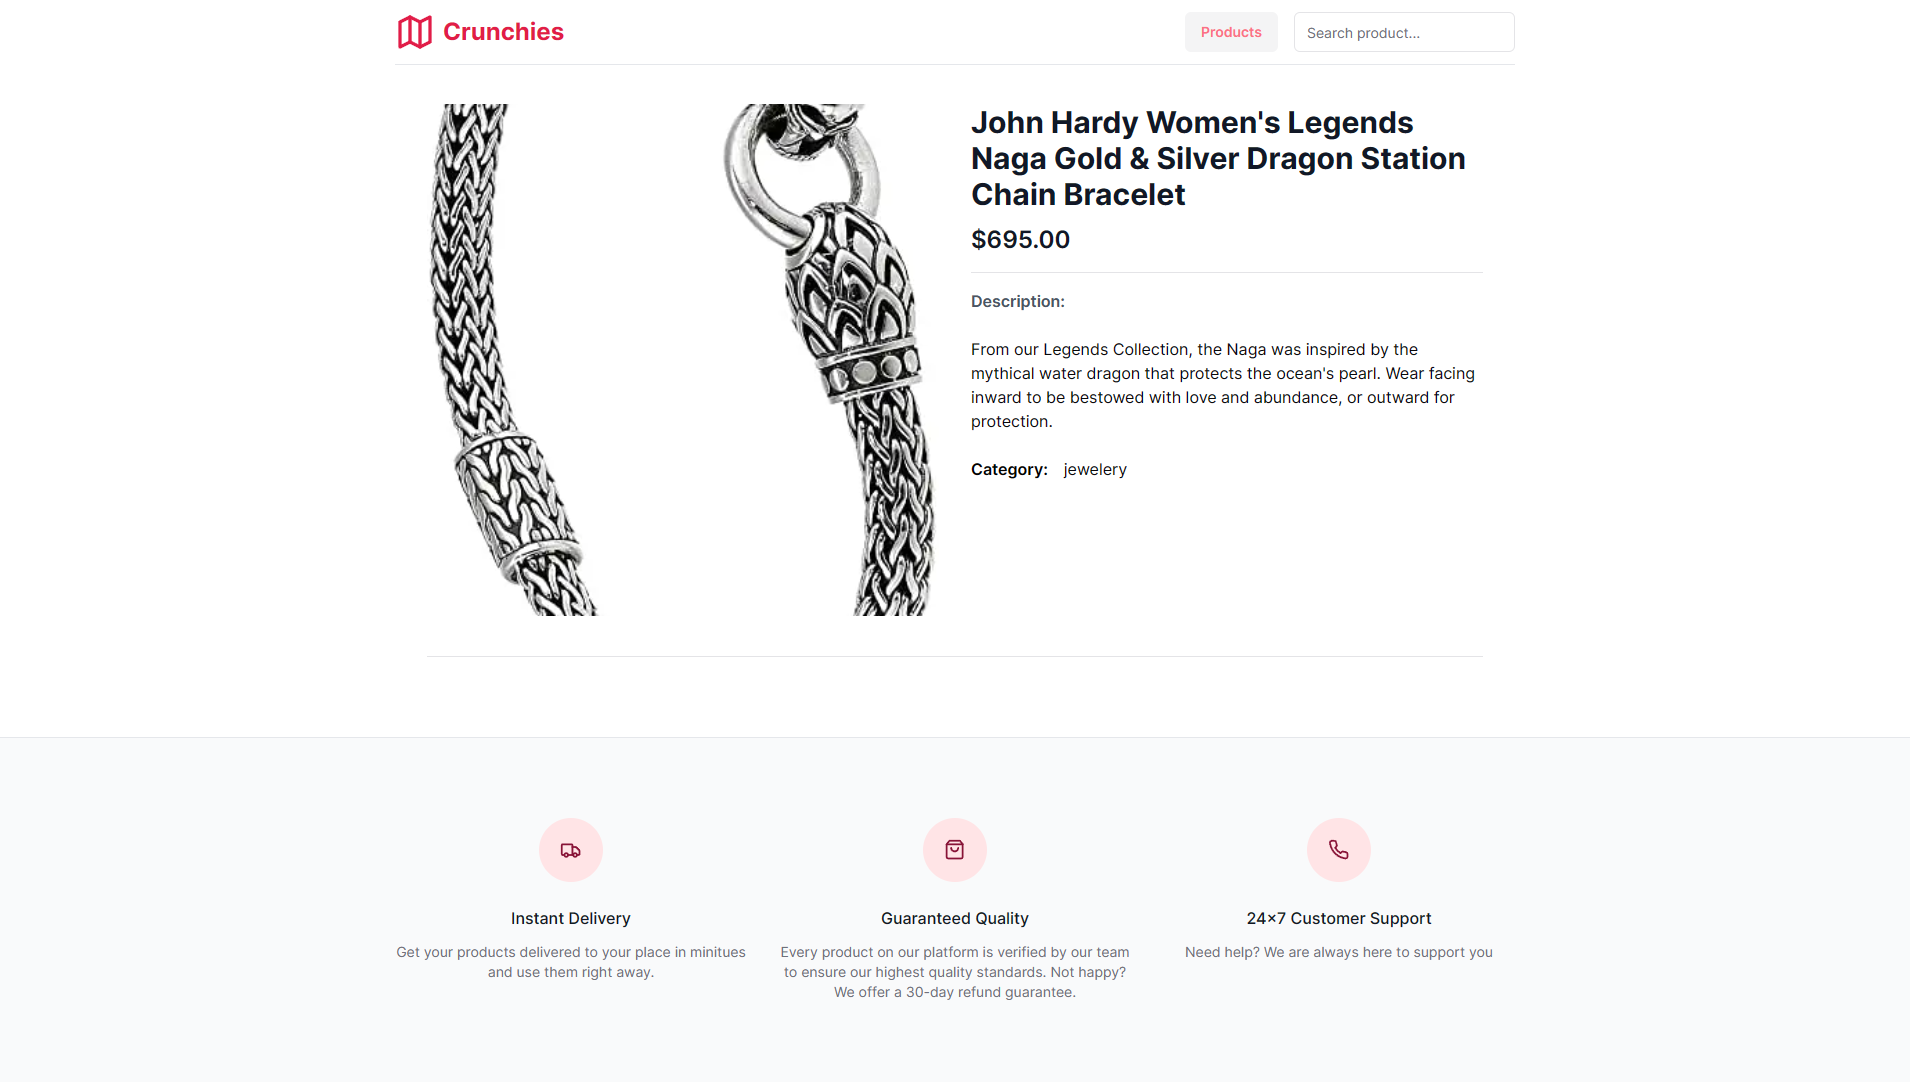 Crunchies
Products
Search product...
John Hardy Women's Legends
Naga Gold & Silver Dragon Station
Chain Bracelet
$695.00
Description:
From our Legends Collection, the Naga was inspired by the
mythical water dragon that protects the ocean's pearl. Wear facing
inward to be bestowed with love and abundance, or outward for
protection.
Category: jewelery
Instant Delivery
Get your products delivered to your place in minitues
and use them right away.
Guaranteed Quality
Every product on our platform is verified by our team
to ensure our highest quality standards. Not happy?
We offer a 30-day refund guarantee.
24×7 Customer Support
Need help? We are always here to support you